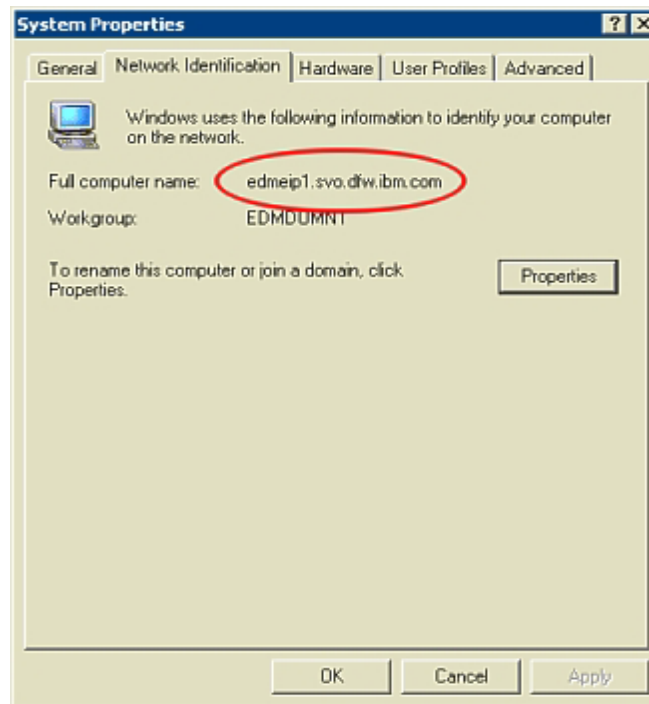 System Properties
General Network Identification Hardware User Profiles Advanced
Windows uses the following information to identify your computer
on the network.
Full computer name: edmeip1.svo.dfw.ibm.com
Workgroup: EDMDUMNT
To rename this computer or join a domain, click
Properties.
Properties
OK Cancel Apply